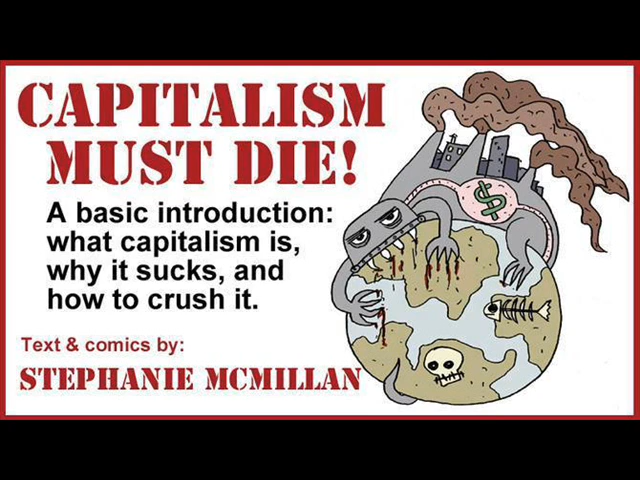 CAPITALISM
MUST DIE!
A basic introduction:
what capitalism is,
why it sucks, and
how to crush it.
Text & comics by:
STEPHANIE MCMILLAN
$